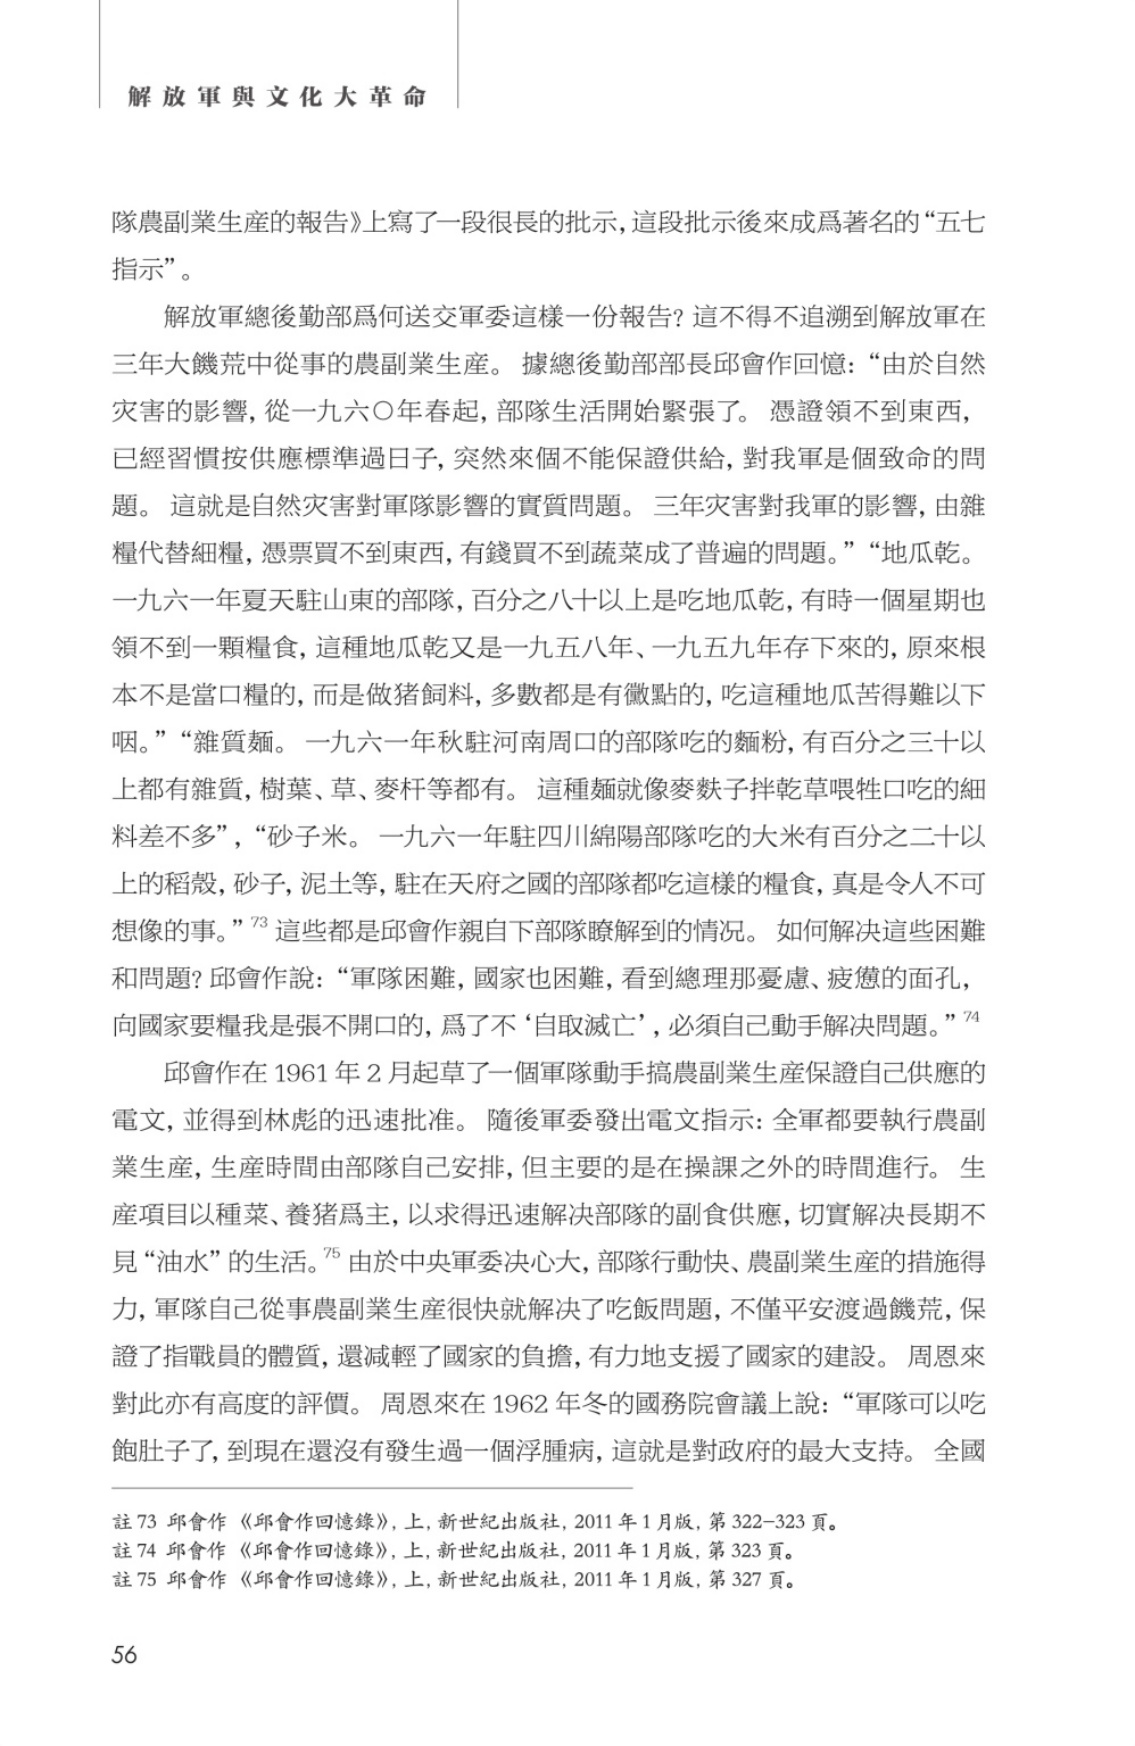 解放軍與文化大革命
隊農副業生産的報告》上寫了一段很長的批示，這段批示後來成爲著名的“五七
指示”。
解放軍總後勤部爲何送交軍委這樣一份報告？這不得不追溯到解放軍在
三年大饑荒中從事的農副業生産。據總後勤部部長邱會作回憶：“由於自然
灾害的影響，從一九六〇年春起，部隊生活開始緊張了。憑證領不到東西，
已經習慣按供應標準過日子，突然來個不能保證供給，對我軍是個致命的問
題。這就是自然灾害對軍隊影響的實質問題。三年灾害對我軍的影響，由雜
糧代替細糧，憑票買不到東西，有錢買不到蔬菜成了普遍的問題。”“地瓜乾。
一九六一年夏天駐山東的部隊，百分之八十以上是吃地瓜乾，有時一個星期也
領不到一顆糧食，這種地瓜乾又是一九五八年、一九五九年存下來的，原來根
本不是當口糧的，而是做猪飼料，多數都是有黴點的，吃這種地瓜苦得難以下
咽。”“雜質麵。一九六一年秋駐河南周口的部隊吃的麵粉，有百分之三十以
上都有雜質，樹葉、草、麥杆等都有。這種麵就像麥麩子拌乾草喂牲口吃的細
料差不多”，“砂子米。一九六一年駐四川綿陽部隊吃的大米有百分之二十以
上的稻殼，砂子，泥土等，駐在天府之國的部隊都吃這樣的糧食，真是令人不可
想像的事。”73 這些都是邱會作親自下部隊瞭解到的情况。如何解决這些困難
和問題？邱會作說：“軍隊困難，國家也困難，看到總理那憂慮、疲憊的面孔，
向國家要糧我是張不開口的，爲了不‘自取滅亡’，必須自己動手解决問題。”74
邱會作在 1961 年 2 月起草了一個軍隊動手搞農副業生産保證自己供應的
電文，並得到林彪的迅速批准。隨後軍委發出電文指示：全軍都要執行農副
業生産，生産時間由部隊自己安排，但主要的是在操課之外的時間進行。生
産項目以種菜、養猪爲主，以求得迅速解决部隊的副食供應，切實解决長期不
見“油水”的生活。75 由於中央軍委决心大，部隊行動快、農副業生産的措施得
力，軍隊自己從事農副業生産很快就解决了吃飯問題，不僅平安渡過饑荒，保
證了指戰員的體質，還减輕了國家的負擔，有力地支援了國家的建設。周恩來
對此亦有高度的評價。周恩來在 1962 年冬的國務院會議上說：“軍隊可以吃
飽肚子了，到現在還沒有發生過一個浮腫病，這就是對政府的最大支持。全國
註 73 邱會作《邱會作回憶錄》，上，新世紀出版社，2011 年 1 月版，第 322–323 頁。
註 74 邱會作《邱會作回憶錄》，上，新世紀出版社，2011 年 1 月版，第 323 頁。
註 75 邱會作《邱會作回憶錄》，上，新世紀出版社，2011 年 1 月版，第 327 頁。
56